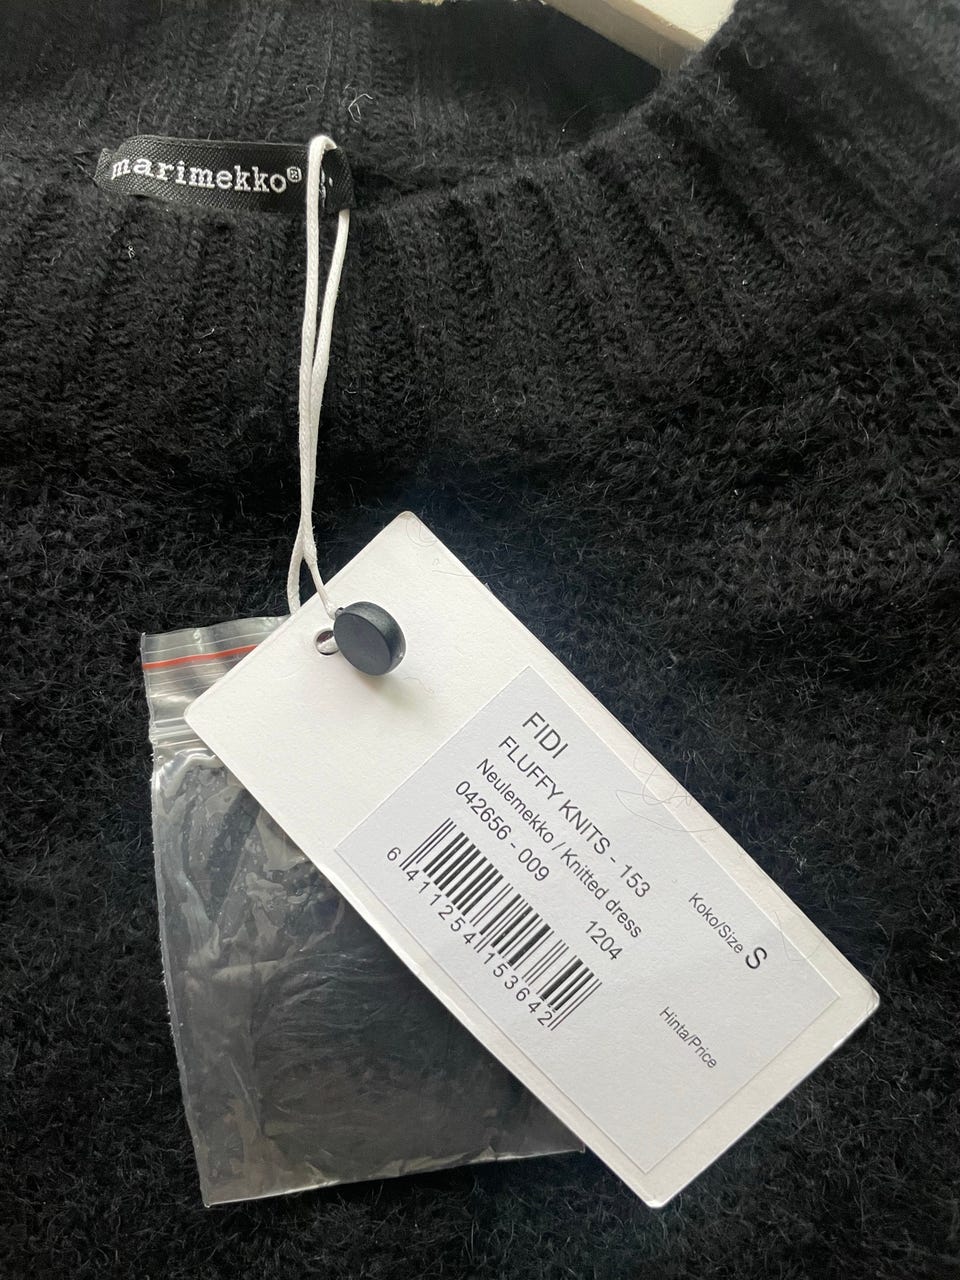 marimekko®
FIDI
FLUFFY KNITS - 153
Neulemekko / Knitted dress
042656 - 009
1204
6 411254 153642
Koko/Size S
Hinta/Price